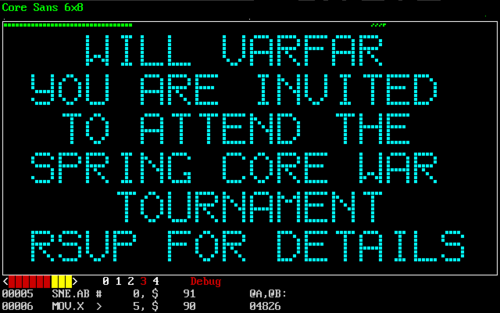 Core Sans 6x8
WILL VARFAR
YOU ARE INVITED
TO ATTEND THE
SPRING CORE WAR
TOURNAMENT
RSVP FOR DETAILS
< > 0 1 2 3 4 Debug
00005 SNE.AB # 0, $ 91 0A,0B:
00006 MOV.X > 5, $ 90 04826